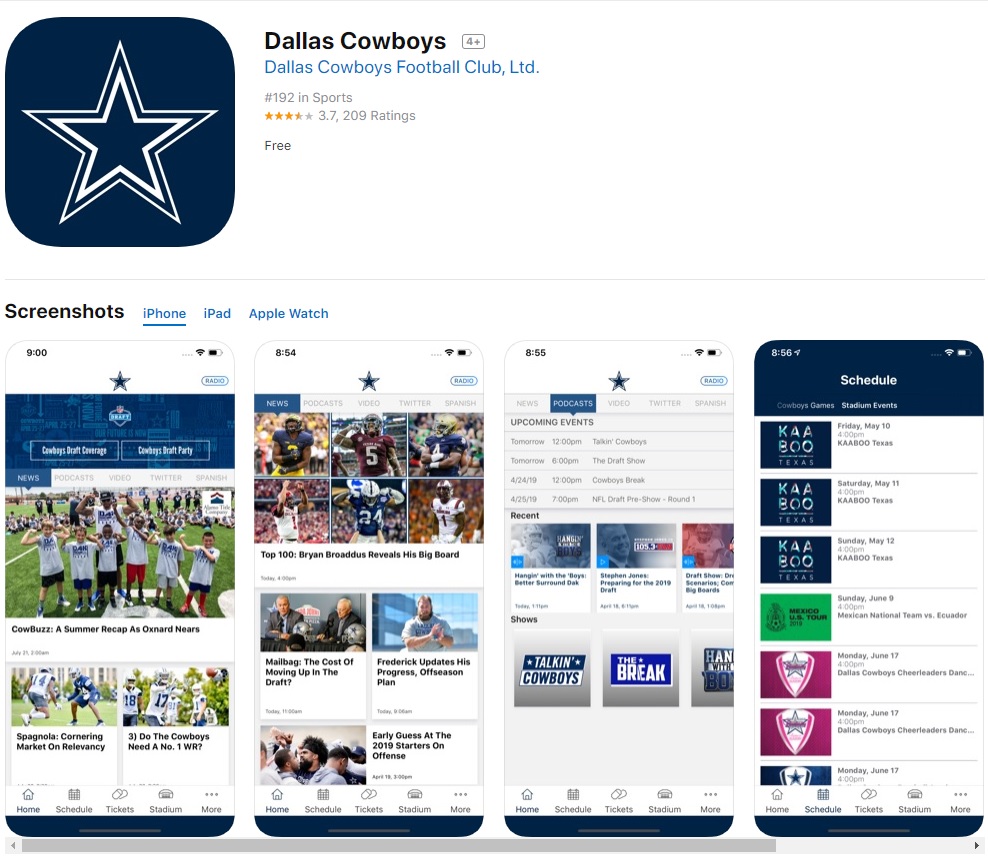 Dallas Cowboys 4+
Dallas Cowboys Football Club, Ltd.
#192 in Sports
3.7, 209 Ratings
Free
Screenshots iPhone iPad Apple Watch
9:00
RADIO
DRAFT
Cowboys Draft Coverage Cowboys Draft Party
NEWS PODCASTS VIDEO TWITTER SPANISH
Alamo Title Company
CowBuzz: A Summer Recap As Oxnard Nears
July 21, 2:00am
Spagnola: Cornering
Market On Relevancy
3) Do The Cowboys
Need A No. 1 WR?
Home Schedule Tickets Stadium More
8:54
RADIO
NEWS PODCASTS VIDEO TWITTER SPANISH
Top 100: Bryan Broaddus Reveals His Big Board
Today, 4:00pm
Mailbag: The Cost Of
Moving Up In The
Draft?
Today, 11:00am
Frederick Updates His
Progress, Offseason
Plan
Today, 9:06am
Early Guess At The
2019 Starters On
Offense
April 19, 3:00pm
Home Schedule Tickets Stadium More
8:55
RADIO
NEWS PODCASTS VIDEO TWITTER SPANISH
UPCOMING EVENTS
Tomorrow 12:00pm Talkin' Cowboys
Tomorrow 6:00pm The Draft Show
4/24/19 12:00pm Cowboys Break
4/25/19 7:00pm NFL Draft Pre-Show - Round 1
Recent
HANGIN' WITH THE BOYS
STEPHEN JONES 105.3
Hangin' with the 'Boys:
Better Surround Dak
Today, 1:11pm
Stephen Jones:
Preparing for the 2019
Draft
April 18, 6:11pm
Draft Show: Dr
Scenarios; Com
Big Boards
April 18, 1:08pm
Shows
TALKIN' COWBOYS
THE BREAK
HAN WITH BO
Home Schedule Tickets Stadium More
8:56
Schedule
Cowboys Games Stadium Events
KAABOO TEXAS
Friday, May 10
4:00pm
KAABOO Texas
KAABOO TEXAS
Saturday, May 11
4:00pm
KAABOO Texas
KAABOO TEXAS
Sunday, May 12
4:00pm
KAABOO Texas
MEXICO U.S. TOUR 2019
Sunday, June 9
4:00pm
Mexican National Team vs. Ecuador
Monday, June 17
4:00pm
Dallas Cowboys Cheerleaders Danc...
Monday, June 17
4:00pm
Dallas Cowboys Cheerleaders Danc...
Monday, June 17
4:00pm
Home Schedule Tickets Stadium More